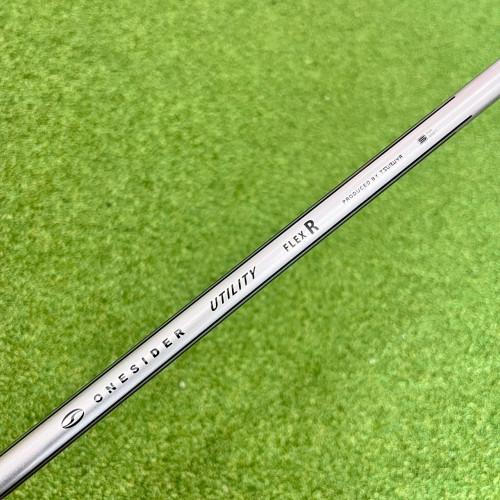 ONESIDER UTILITY FLEX R PRODUCED BY TSURUYA